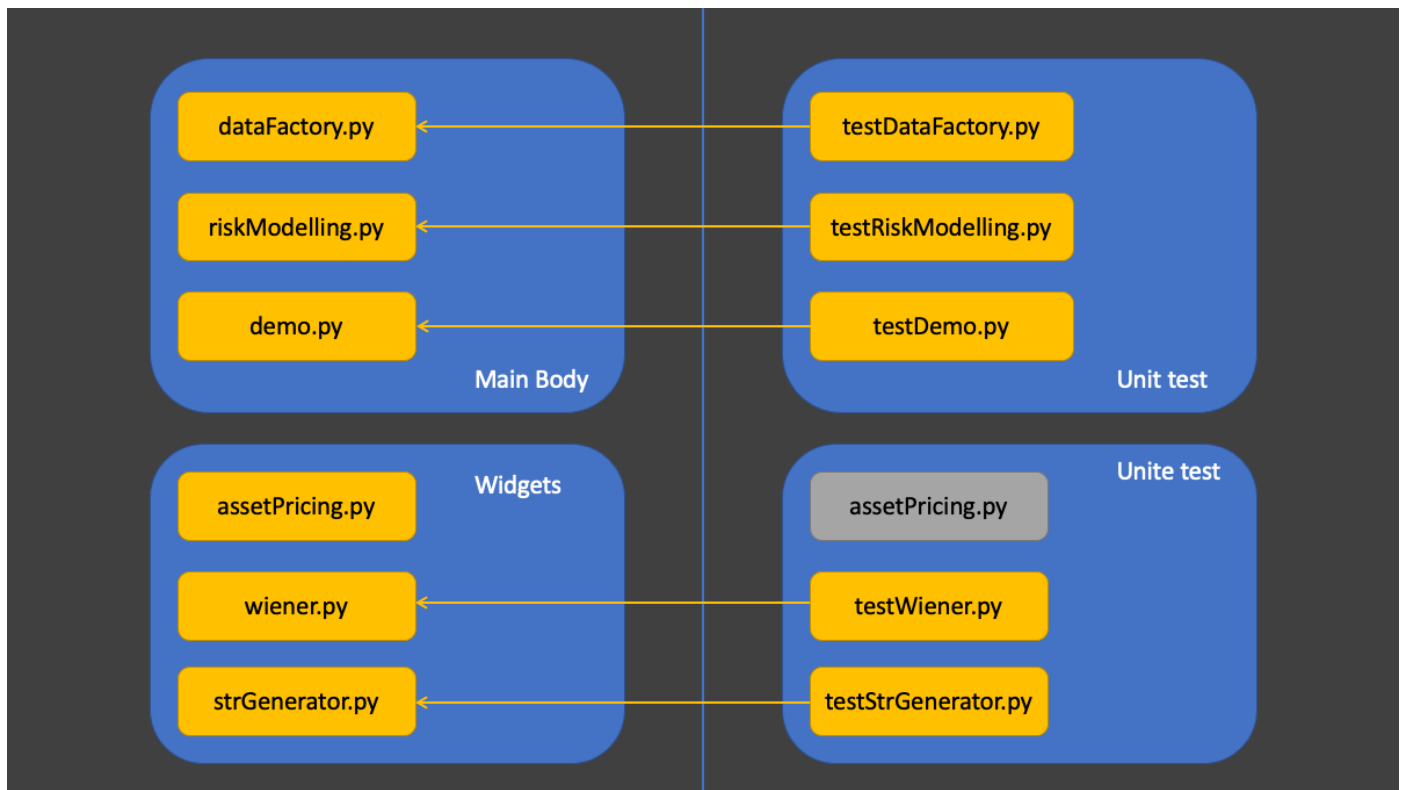 dataFactory.py
riskModelling.py
demo.py
Main Body
testDataFactory.py
testRiskModelling.py
testDemo.py
Unit test
Widgets
assetPricing.py
wiener.py
strGenerator.py
Unite test
assetPricing.py
testWiener.py
testStrGenerator.py